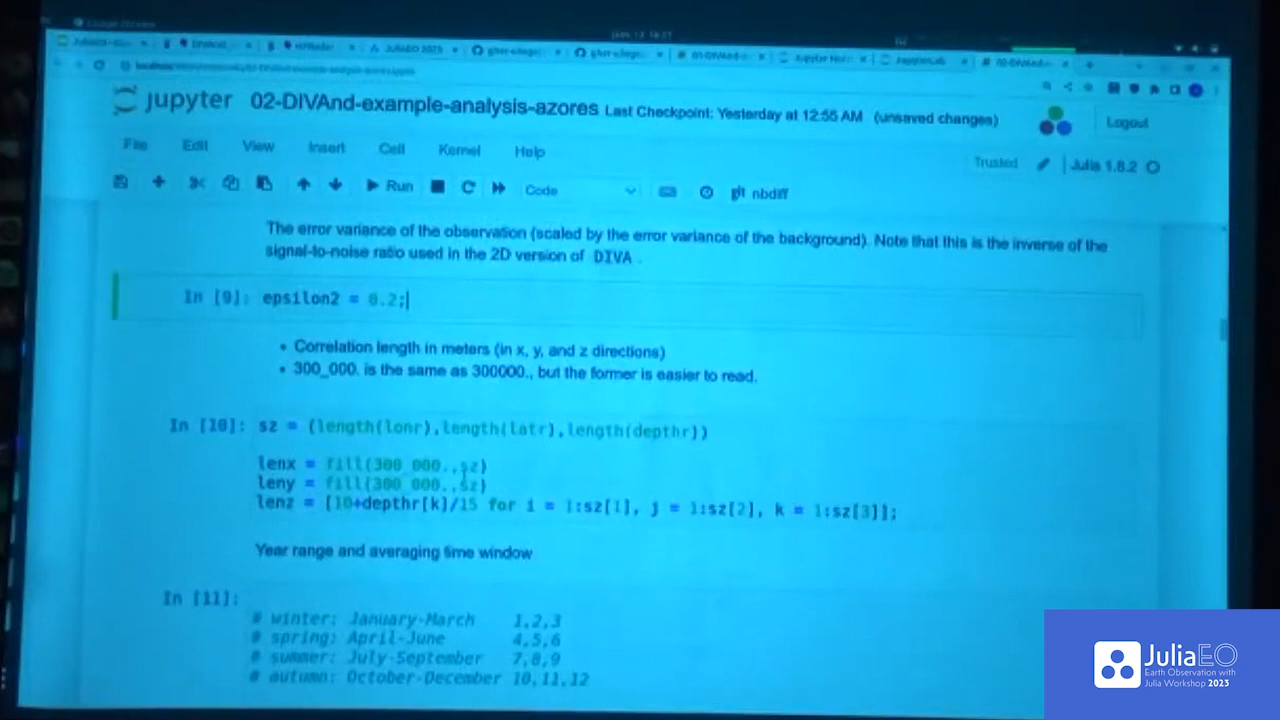 JuliaEO 2023
jupyter 02-DIVAnd-example-analysis-azores Last Checkpoint: Yesterday at 12:55 AM (unsaved changes)
Logout
File Edit View Insert Cell Kernel Help
Trusted Julia 1.8.2
Run Code nbdiff
The error variance of the observation (scaled by the error variance of the background). Note that this is the inverse of the
signal-to-noise ratio used in the 2D version of DIVA .
In [9]: epsilon2 = 0.2;
• Correlation length in meters (in x, y, and z directions)
• 300_000. is the same as 300000., but the former is easier to read.
In [10]: sz = (length(lonr),length(latr),length(depthr))
lenx = fill(300_000.,sz)
leny = fill(300_000.,sz)
lenz = [10+depthr[k]/15 for i = 1:sz[1], j = 1:sz[2], k = 1:sz[3]];
Year range and averaging time window
In [11]:
# winter: January-March 1,2,3
# spring: April-June 4,5,6
# summer: July-September 7,8,9
# autumn: October-December 10,11,12
JuliaEO
Earth Observation with
Julia Workshop 2023